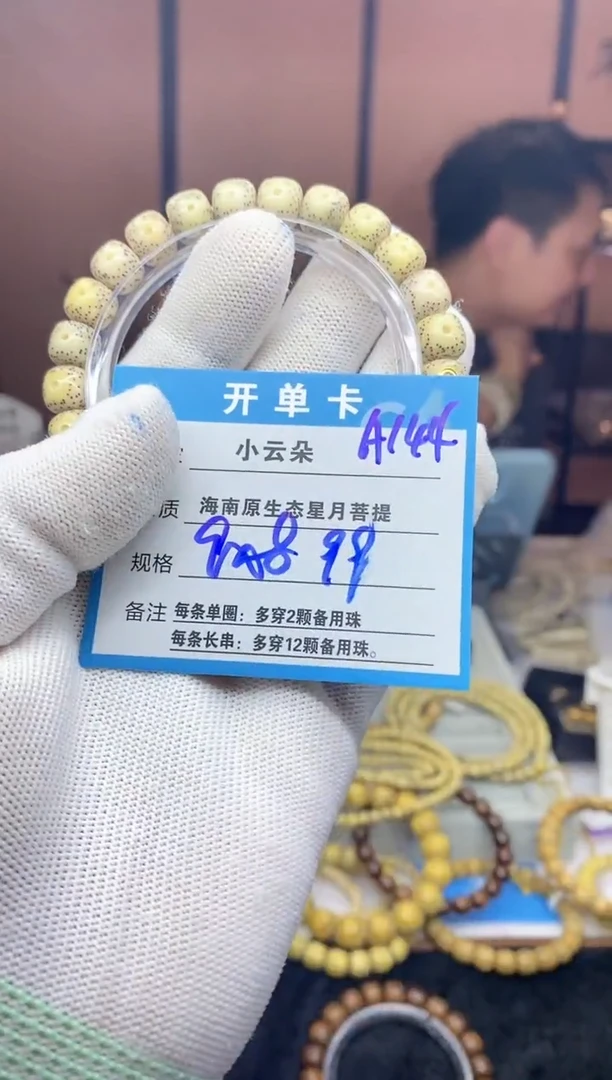 开单卡
A144
小云朵
质 海南原生态星月菩提
规格 9x8 99
备注 每条单圈：多穿2颗备用珠
每条长串：多穿12颗备用珠。